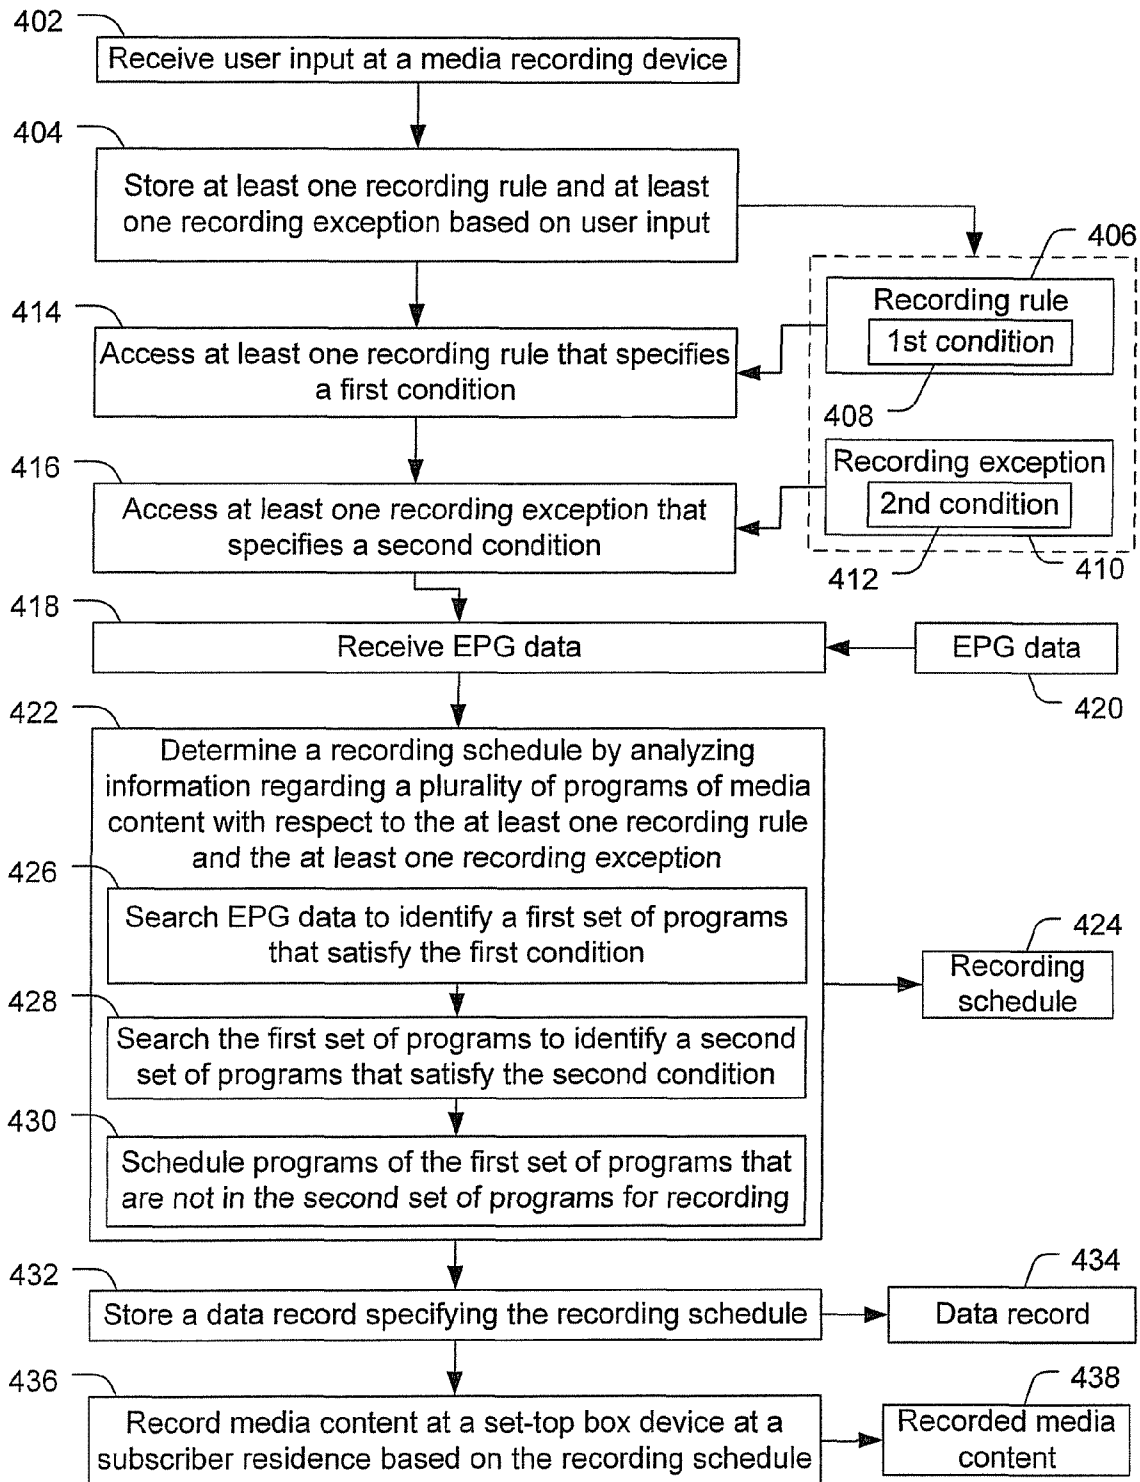 402
Receive user input at a media recording device
404
Store at least one recording rule and at least
one recording exception based on user input
406
Recording rule
1st condition
408
414
Access at least one recording rule that specifies
a first condition
416
Access at least one recording exception that
specifies a second condition
Recording exception
2nd condition
412
410
418
Receive EPG data
EPG data
420
422
Determine a recording schedule by analyzing
information regarding a plurality of programs of media
content with respect to the at least one recording rule
and the at least one recording exception
426
Search EPG data to identify a first set of programs
that satisfy the first condition
424
Recording
schedule
428
Search the first set of programs to identify a second
set of programs that satisfy the second condition
430
Schedule programs of the first set of programs that
are not in the second set of programs for recording
432
Store a data record specifying the recording schedule
434
Data record
436
Record media content at a set-top box device at a
subscriber residence based on the recording schedule
438
Recorded media
content